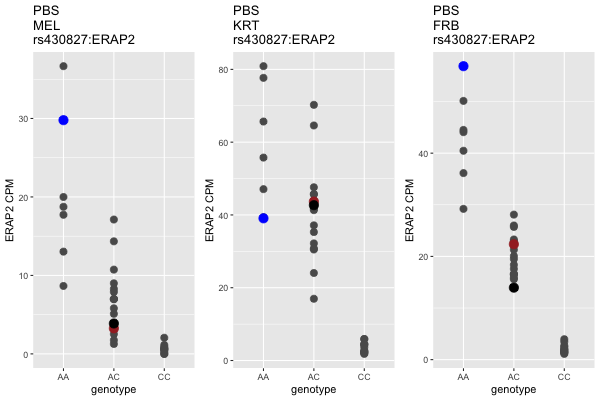 PBS
MEL
rs430827:ERAP2
ERAP2 CPM
30
20
10
0
AA AC CC
genotype
PBS
KRT
rs430827:ERAP2
ERAP2 CPM
80
60
40
20
0
AA AC CC
genotype
PBS
FRB
rs430827:ERAP2
ERAP2 CPM
40
20
0
AA AC CC
genotype